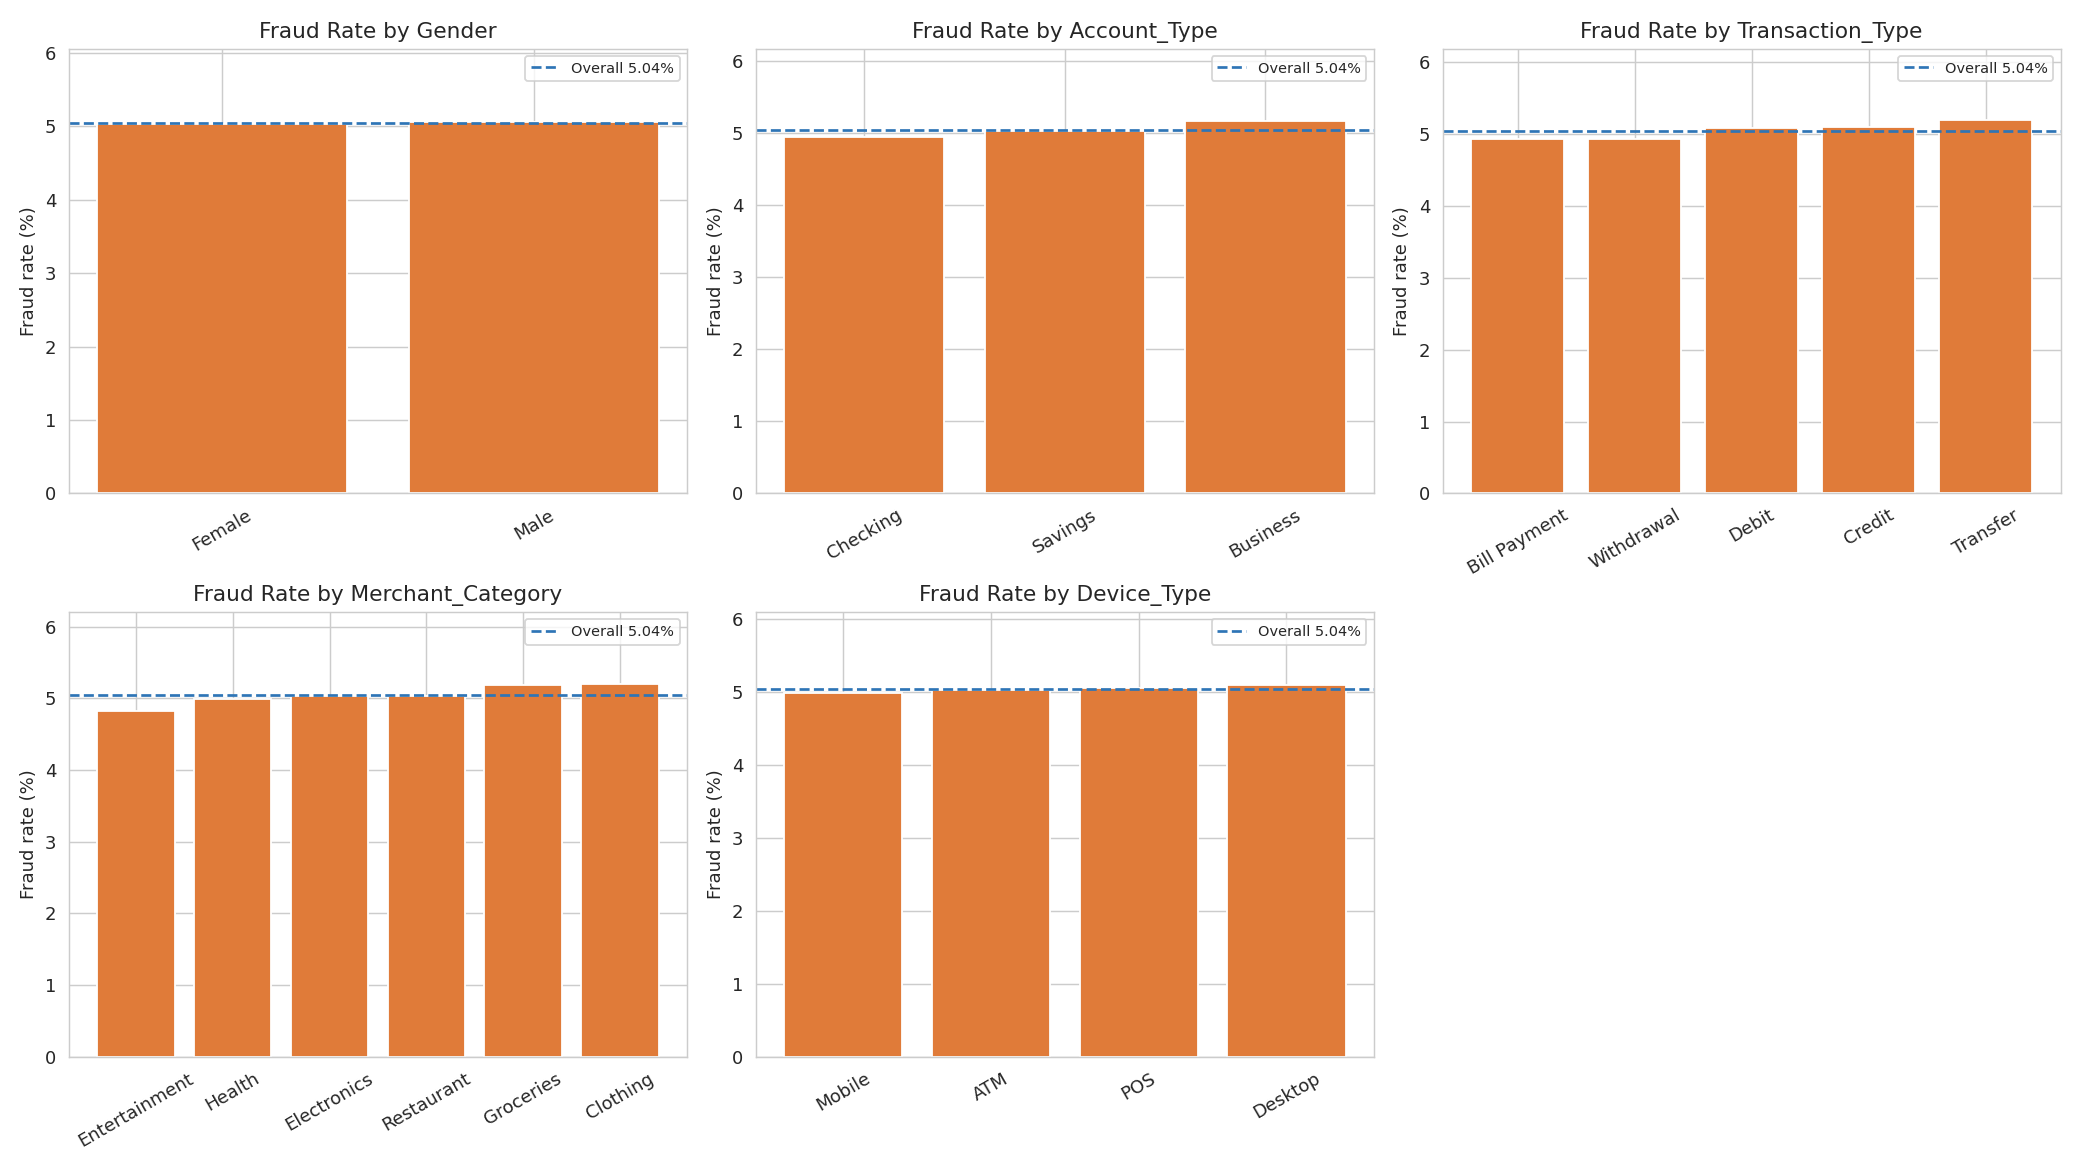 Fraud Rate by Gender
Overall 5.04%
Fraud rate (%)
6
5
4
3
2
1
0
Female
Male
Fraud Rate by Account_Type
Overall 5.04%
Fraud rate (%)
6
5
4
3
2
1
0
Checking
Savings
Business
Fraud Rate by Transaction_Type
Overall 5.04%
Fraud rate (%)
6
5
4
3
2
1
0
Bill Payment
Withdrawal
Debit
Credit
Transfer
Fraud Rate by Merchant_Category
Overall 5.04%
Fraud rate (%)
6
5
4
3
2
1
0
Entertainment
Health
Electronics
Restaurant
Groceries
Clothing
Fraud Rate by Device_Type
Overall 5.04%
Fraud rate (%)
6
5
4
3
2
1
0
Mobile
ATM
POS
Desktop